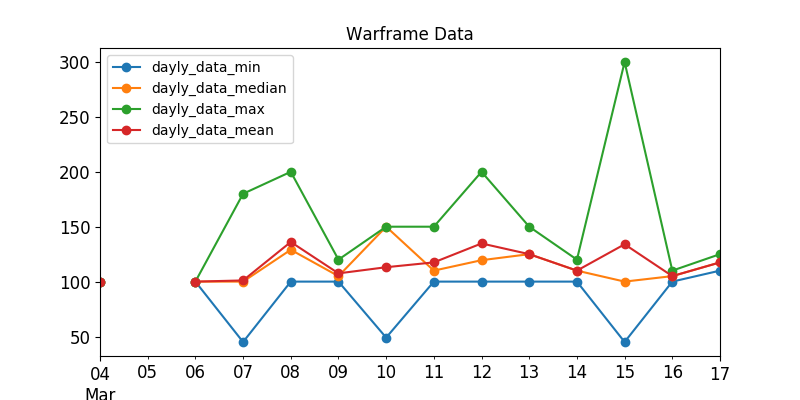 Warframe Data
dayly_data_min
dayly_data_median
dayly_data_max
dayly_data_mean
300
250
200
150
100
50
04 05 06 07 08 09 10 11 12 13 14 15 16 17
Mar